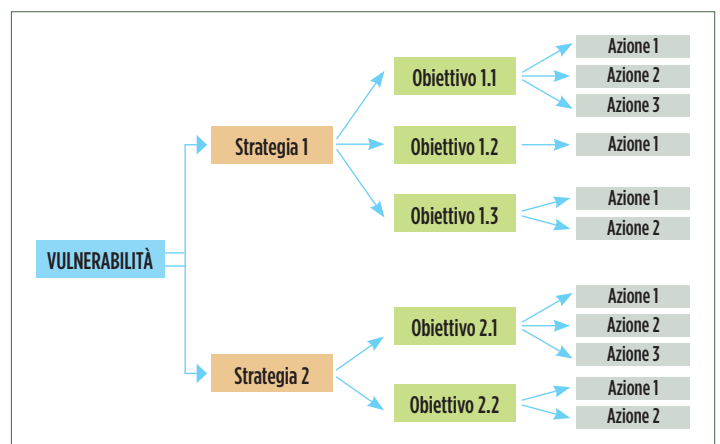 VULNERABILITÀ
Strategia 1
Obiettivo 1.1
Azione 1
Azione 2
Azione 3
Obiettivo 1.2
Azione 1
Obiettivo 1.3
Azione 1
Azione 2
Strategia 2
Obiettivo 2.1
Azione 1
Azione 2
Azione 3
Obiettivo 2.2
Azione 1
Azione 2